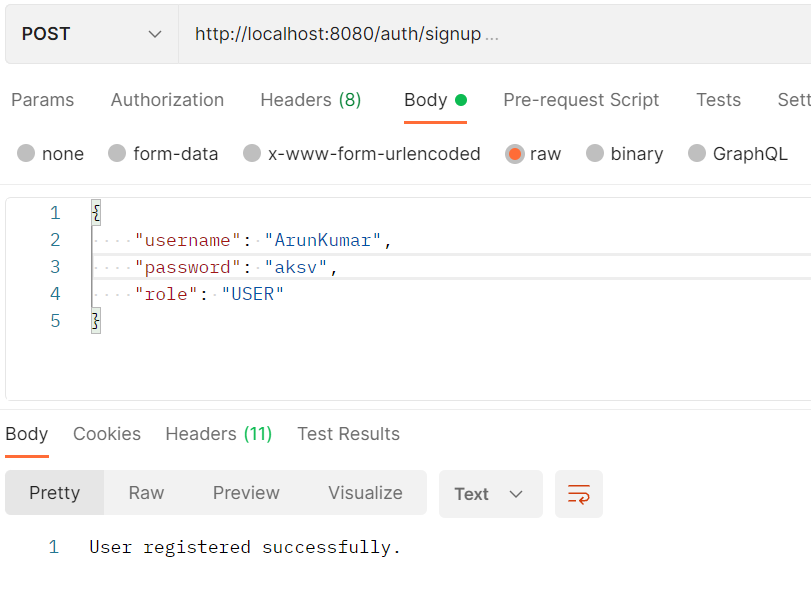 POST http://localhost:8080/auth/signup ...
Params Authorization Headers (8) Body Pre-request Script Tests Sett
none form-data x-www-form-urlencoded raw binary GraphQL
1 {
2 ····"username":·"ArunKumar",
3 ····"password":·"aksv",
4 ····"role":·"USER"
5 }
Body Cookies Headers (11) Test Results
Pretty Raw Preview Visualize Text
1 User registered successfully.